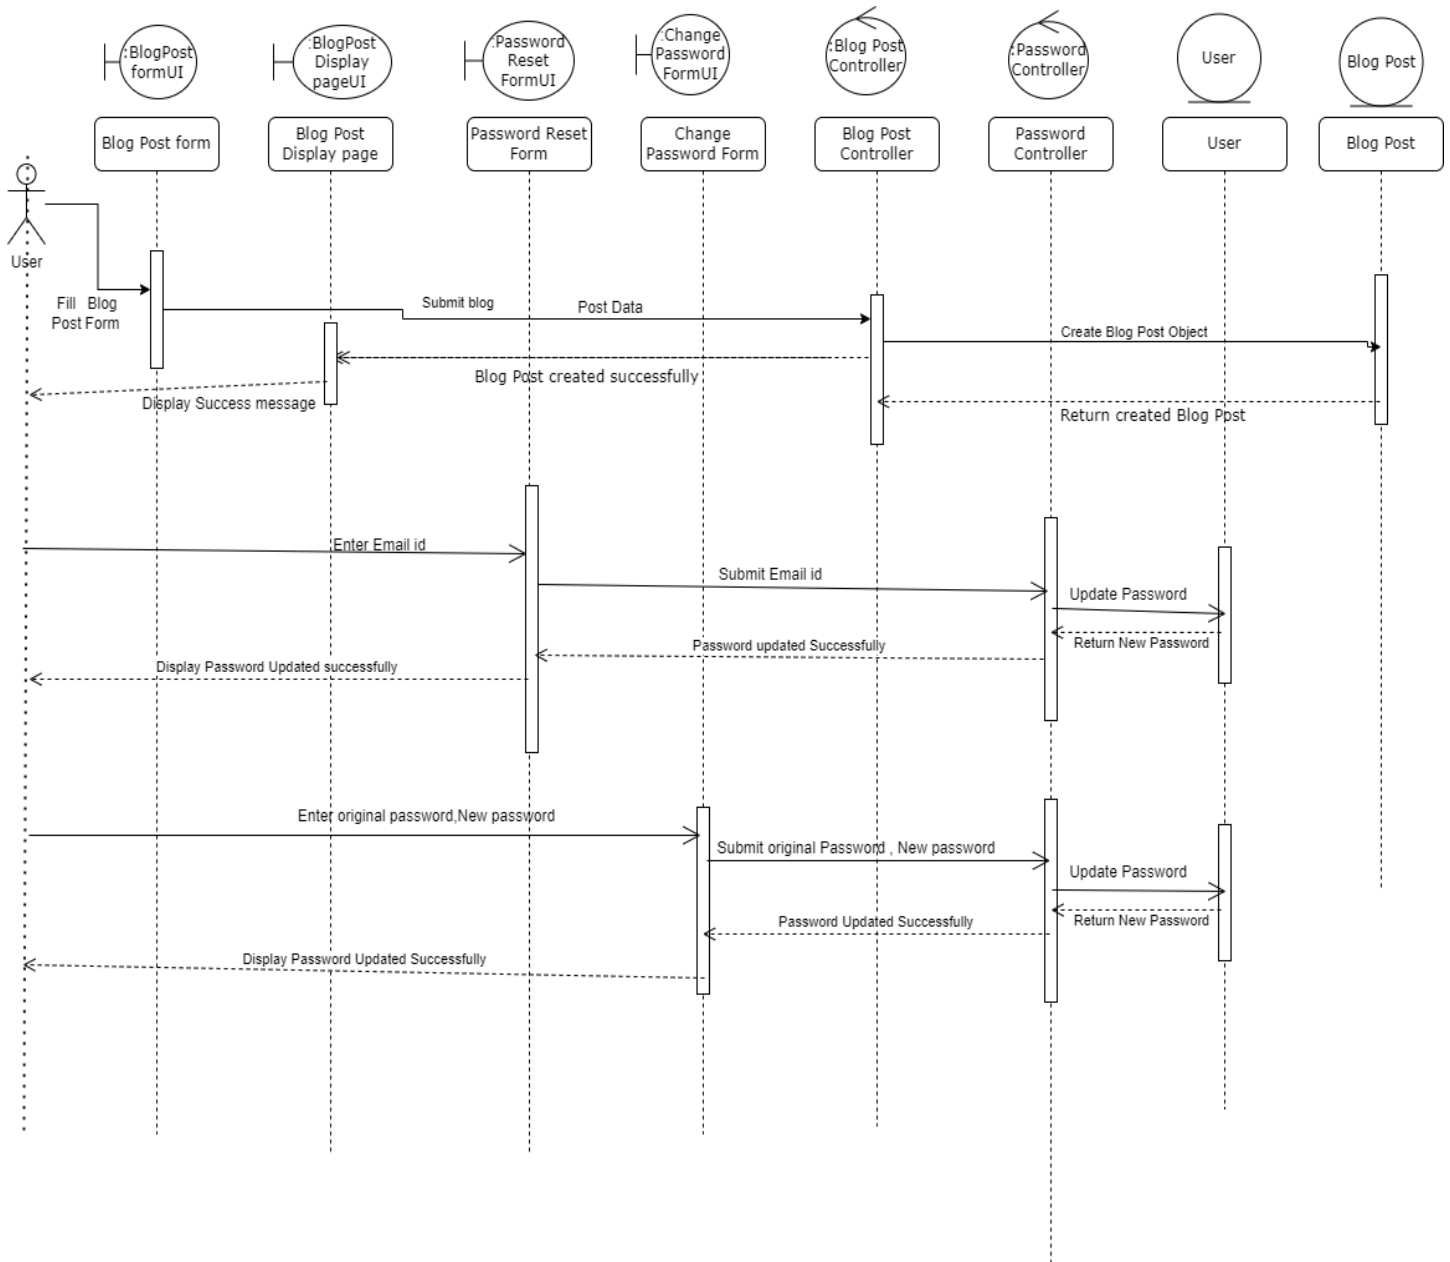 :BlogPost
formUI
:BlogPost
Display
pageUI
:Password
Reset
FormUI
:Change
Password
FormUI
:Blog Post
Controller
:Password
Controller
User
Blog Post
Blog Post form
Blog Post
Display page
Password Reset
Form
Change
Password Form
Blog Post
Controller
Password
Controller
User
Blog Post
User
Fill Blog
Post Form
Submit blog
Post Data
Create Blog Post Object
Blog Post created successfully
Display Success message
Return created Blog Post
Enter Email id
Submit Email id
Update Password
Return New Password
Password updated Successfully
Display Password Updated successfully
Enter original password,New password
Submit original Password , New password
Update Password
Return New Password
Password Updated Successfully
Display Password Updated Successfully